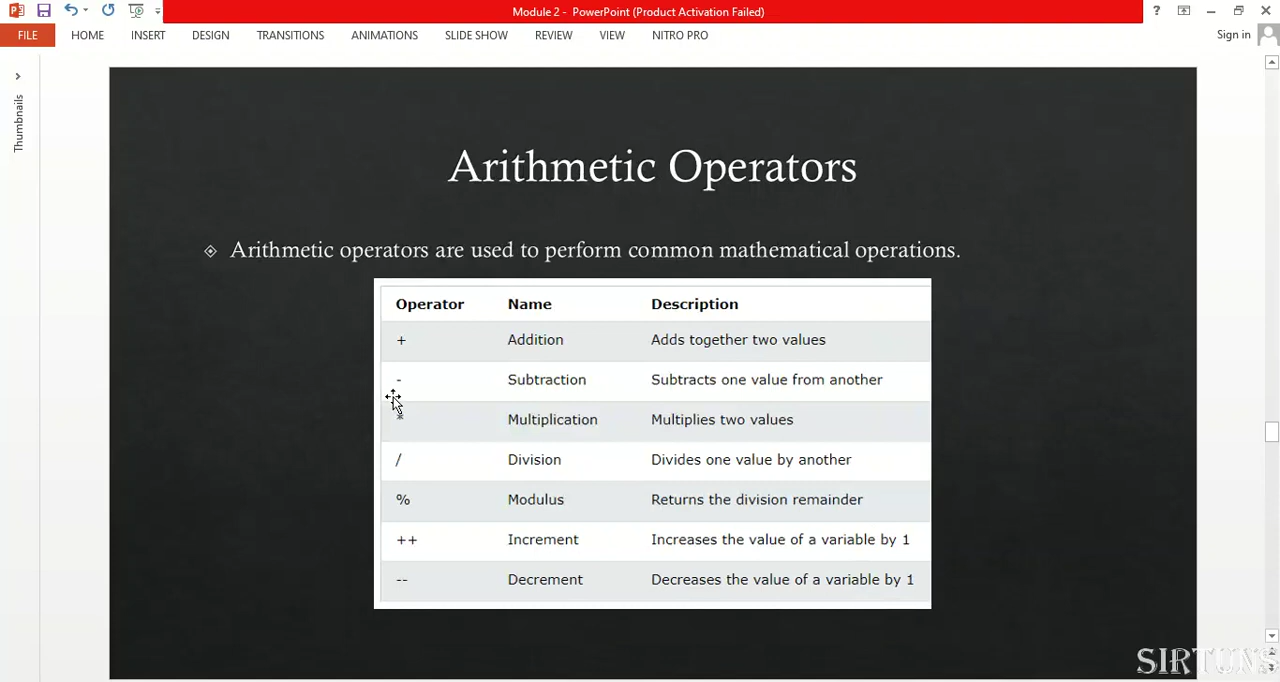 Module 2 - PowerPoint (Product Activation Failed)
?
FILE HOME INSERT DESIGN TRANSITIONS ANIMATIONS SLIDE SHOW REVIEW VIEW NITRO PRO Sign in
Thumbnails
Arithmetic Operators
Arithmetic operators are used to perform common mathematical operations.
Operator Name Description
+ Addition Adds together two values
- Subtraction Subtracts one value from another
* Multiplication Multiplies two values
/ Division Divides one value by another
% Modulus Returns the division remainder
++ Increment Increases the value of a variable by 1
-- Decrement Decreases the value of a variable by 1
SIRTUNS